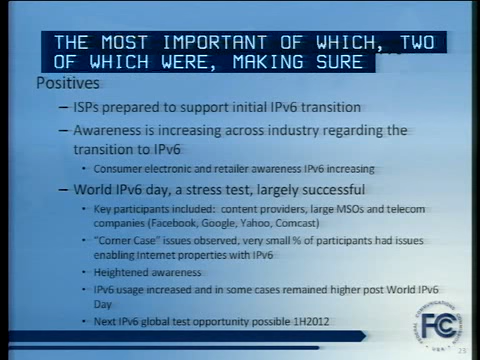 THE MOST IMPORTANT OF WHICH, TWO
OF WHICH WERE, MAKING SURE
Positives
– ISPs prepared to support initial IPv6 transition
– Awareness is increasing across industry regarding the
transition to IPv6
• Consumer electronic and retailer awareness IPv6 increasing
– World IPv6 day, a stress test, largely successful
• Key participants included: content providers, large MSOs and telecom
companies (Facebook, Google, Yahoo, Comcast)
• "Corner Case" issues observed, very small % of participants had issues
enabling Internet properties with IPv6
• Heightened awareness
• IPv6 usage increased and in some cases remained higher post World IPv6
Day
• Next IPv6 global test opportunity possible 1H2012
FEDERAL COMMUNICATIONS COMMISSION
FCC
USA